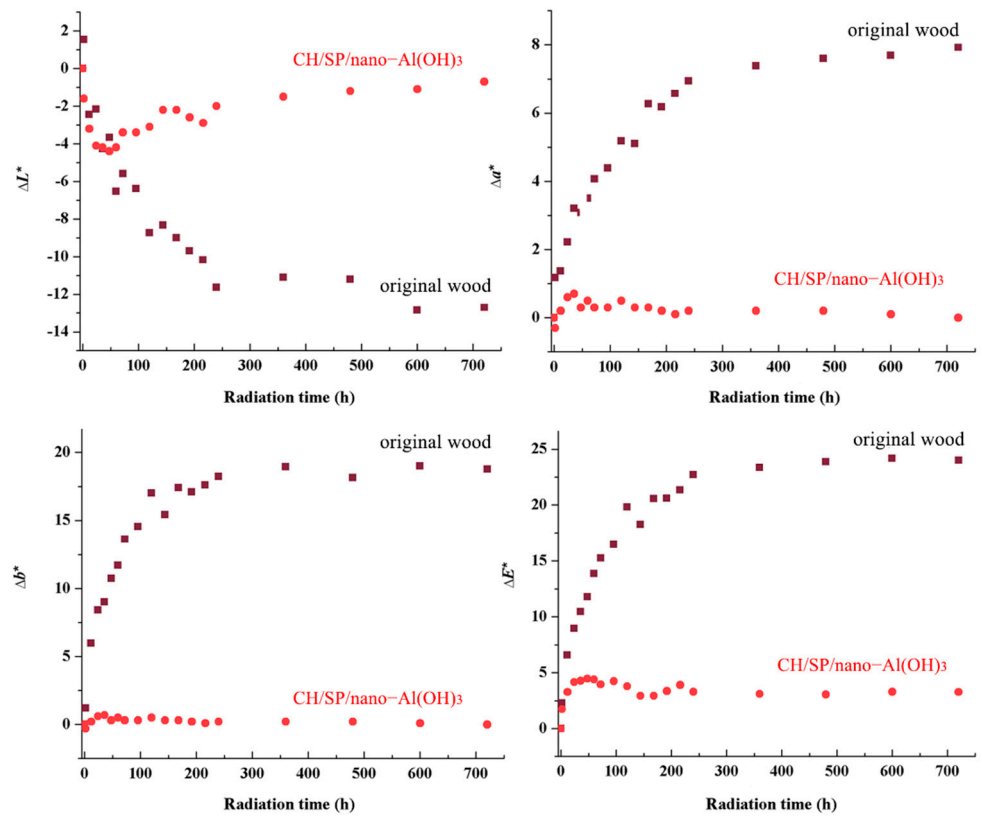 2
0
-2
-4
-6
-8
-10
-12
-14
ΔL*
CH/SP/nano−Al(OH)3
original wood
0 100 200 300 400 500 600 700
Radiation time (h)
8
6
4
2
0
Δa*
original wood
CH/SP/nano−Al(OH)3
0 100 200 300 400 500 600 700
Radiation time (h)
20
15
10
5
0
Δb*
original wood
CH/SP/nano−Al(OH)3
0 100 200 300 400 500 600 700
Radiation time (h)
25
20
15
10
5
0
ΔE*
original wood
CH/SP/nano−Al(OH)3
0 100 200 300 400 500 600 700
Radiation time (h)